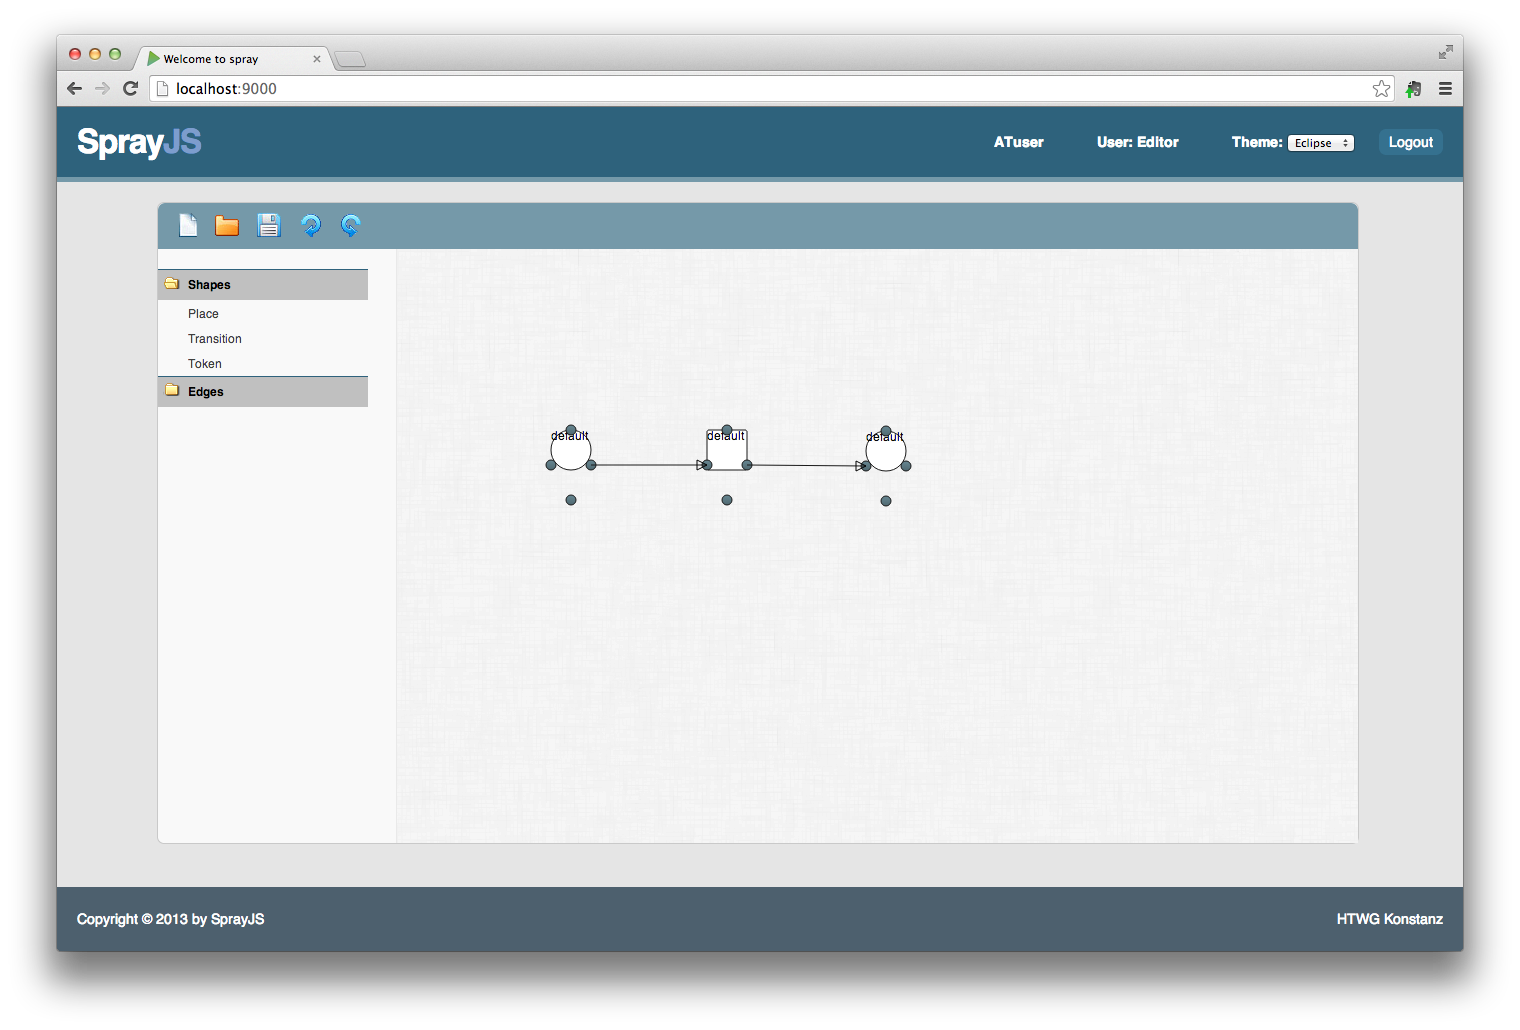 Welcome to spray
localhost:9000
SprayJS
ATuser
User: Editor
Theme: Eclipse
Logout
Shapes
Place
Transition
Token
Edges
default
default
default
Copyright © 2013 by SprayJS
HTWG Konstanz